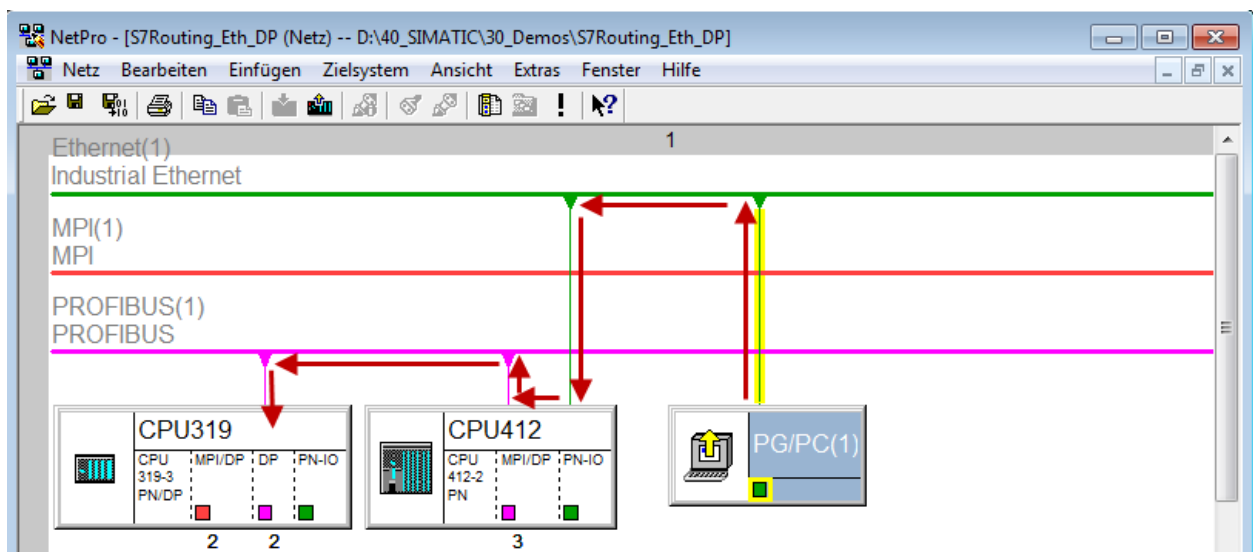 NetPro - [S7Routing_Eth_DP (Netz) -- D:\40_SIMATIC\30_Demos\S7Routing_Eth_DP]
Netz Bearbeiten Einfügen Zielsystem Ansicht Extras Fenster Hilfe
1
Ethernet(1)
Industrial Ethernet
MPI(1)
MPI
PROFIBUS(1)
PROFIBUS
CPU319
CPU 319-3 PN/DP
MPI/DP
DP
PN-IO
2
2
CPU412
CPU 412-2 PN
MPI/DP
PN-IO
3
PG/PC(1)